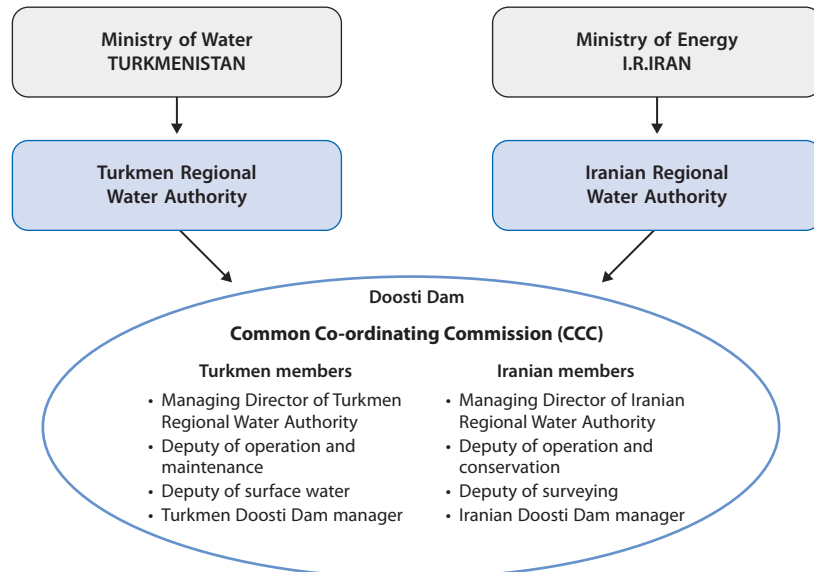 Ministry of Water
TURKMENISTAN
Ministry of Energy
I.R.IRAN
Turkmen Regional
Water Authority
Iranian Regional
Water Authority
Doosti Dam
Common Co-ordinating Commission (CCC)
Turkmen members
• Managing Director of Turkmen
Regional Water Authority
• Deputy of operation and
maintenance
• Deputy of surface water
• Turkmen Doosti Dam manager
Iranian members
• Managing Director of Iranian
Regional Water Authority
• Deputy of operation and
conservation
• Deputy of surveying
• Iranian Doosti Dam manager